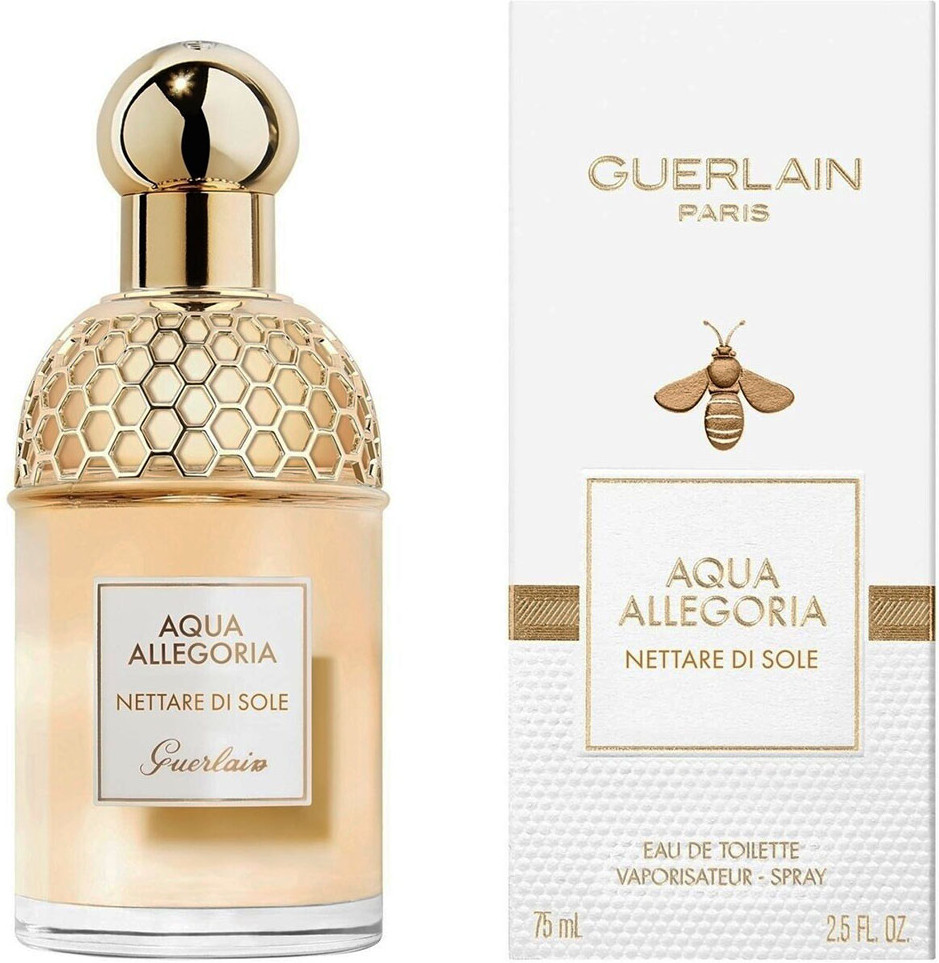 AQUA
ALLEGORIA
NETTARE DI SOLE
Guerlain
GUERLAIN
PARIS
AQUA
ALLEGORIA
NETTARE DI SOLE
EAU DE TOILETTE
VAPORISATEUR - SPRAY
75 mL
2.5 FL. OZ.